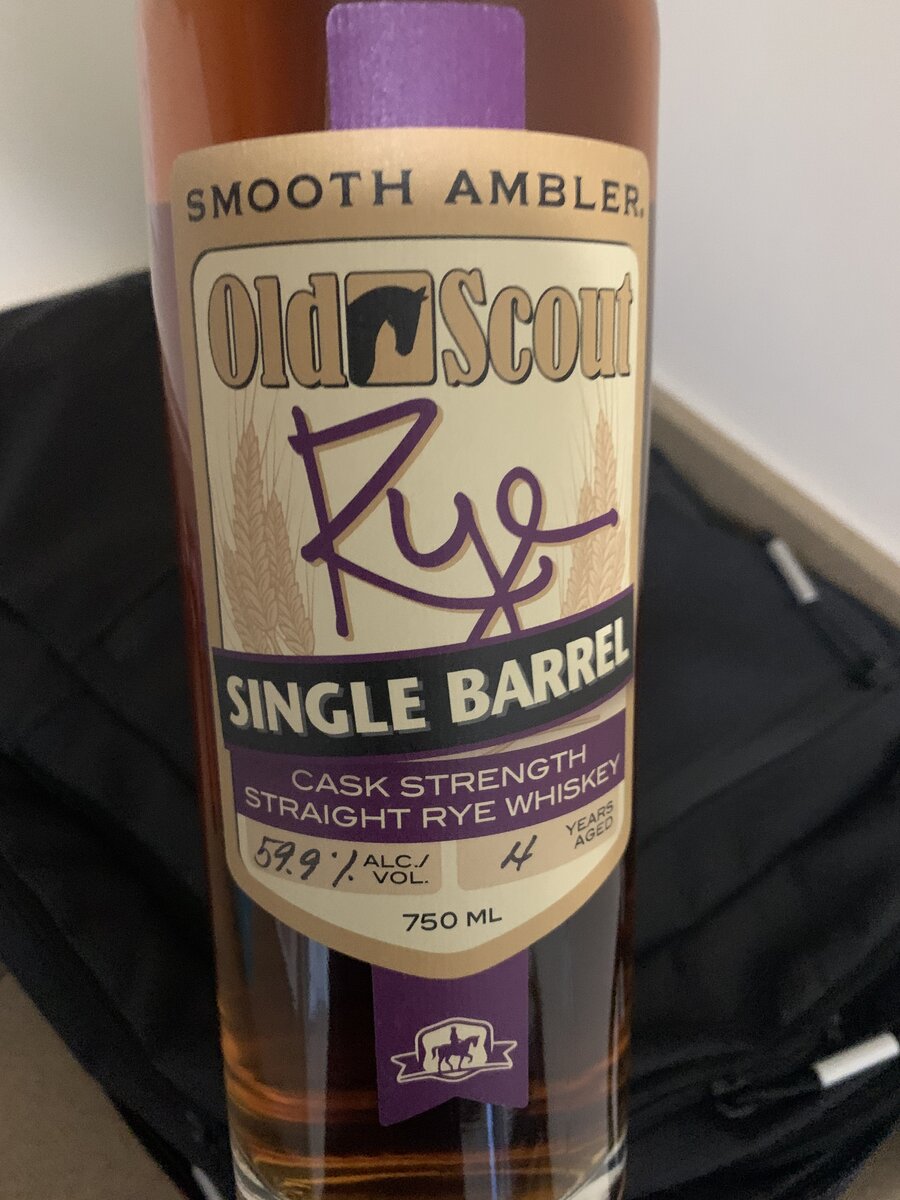 SMOOTH AMBLER.
Old Scout
Rye
SINGLE BARREL
CASK STRENGTH
STRAIGHT RYE WHISKEY
59.9% ALC./VOL.
4 YEARS AGED
750 ML